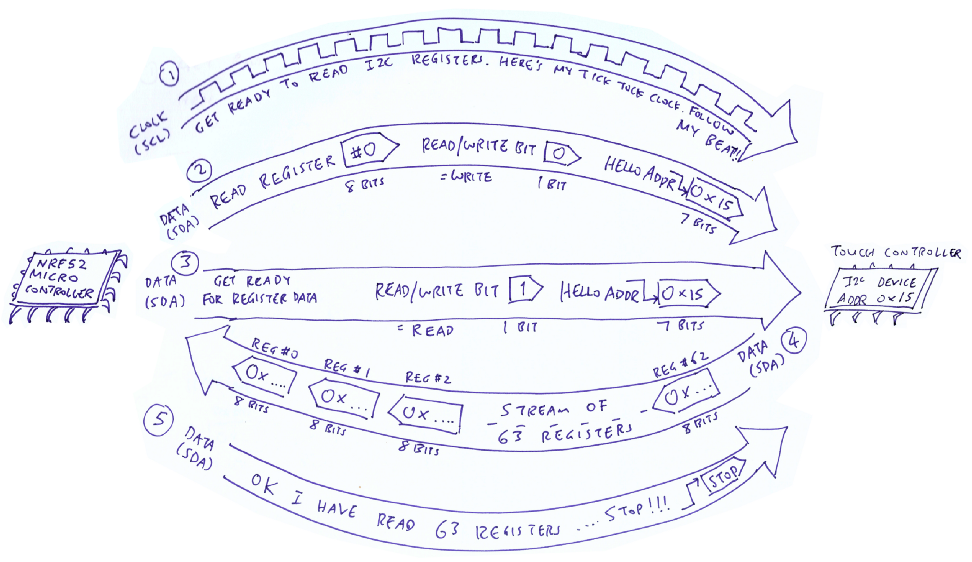 1
CLOCK
(SCL)
GET READY TO READ I2C REGISTERS. HERE'S MY TICK TOCK CLOCK. FOLLOW
MY BEAT!!
2
DATA
(SDA)
READ REGISTER #0 READ/WRITE BIT 0 HELLO ADDR 0x15
8 BITS = WRITE 1 BIT 7 BITS
NRF52
MICRO
CONTROLLER
3
DATA
(SDA)
GET READY
FOR REGISTER DATA
READ/WRITE BIT 1 HELLO ADDR 0x15
= READ 1 BIT 7 BITS
TOUCH CONTROLLER
I2C DEVICE
ADDR 0x15
4
DATA
(SDA)
REG #0 REG #1 REG #2 REG #62
0x.... 0x... 0x.... 0x...
STREAM OF
63 REGISTERS
8 BITS 8 BITS 8 BITS 8 BITS
5
DATA
(SDA)
OK I HAVE READ 63 REGISTERS .... STOP!!! STOP